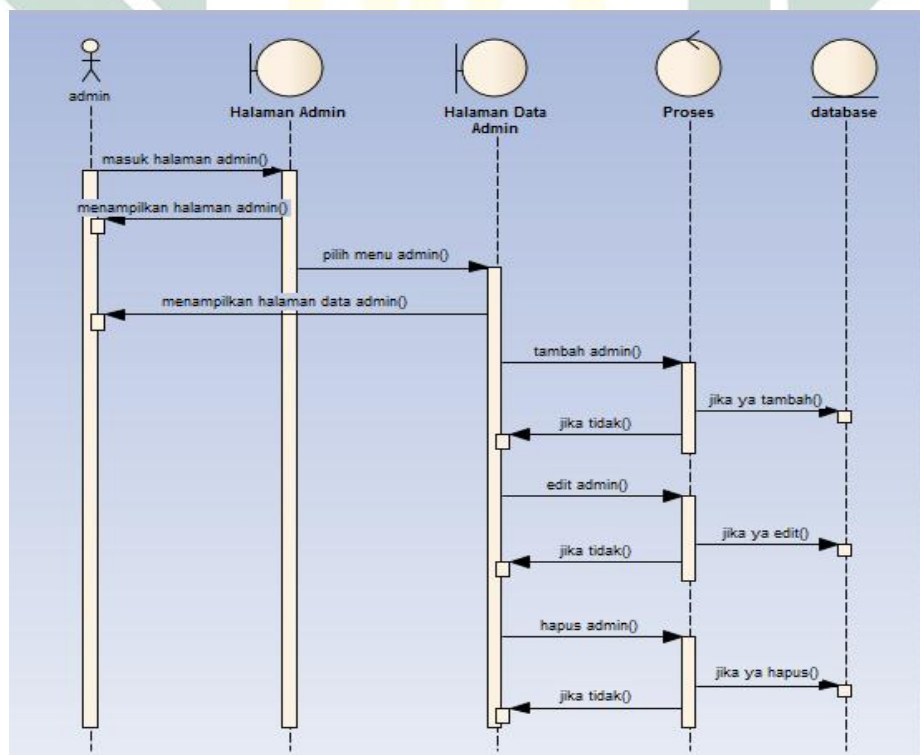 admin
Halaman Admin
Halaman Data
Admin
Proses
database
masuk halaman admin()
menampilkan halaman admin()
pilih menu admin()
menampilkan halaman data admin()
tambah admin()
jika ya tambah()
jika tidak()
edit admin()
jika ya edit()
jika tidak()
hapus admin()
jika ya hapus()
jika tidak()